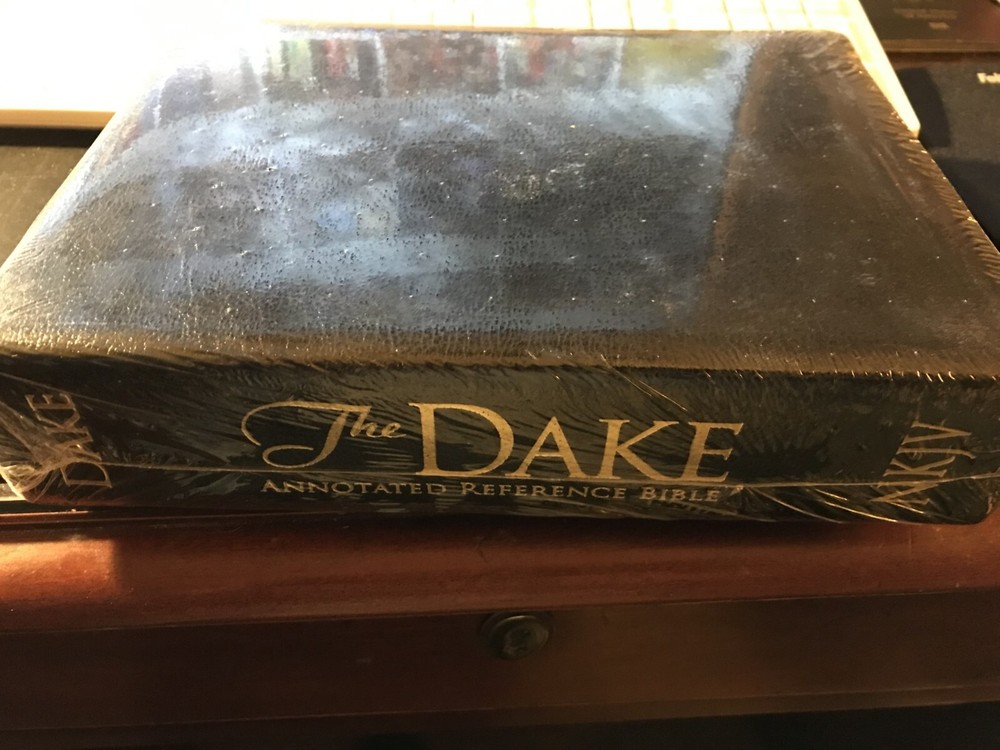 DAKE
The DAKE
ANNOTATED REFERENCE BIBLE
NKJV